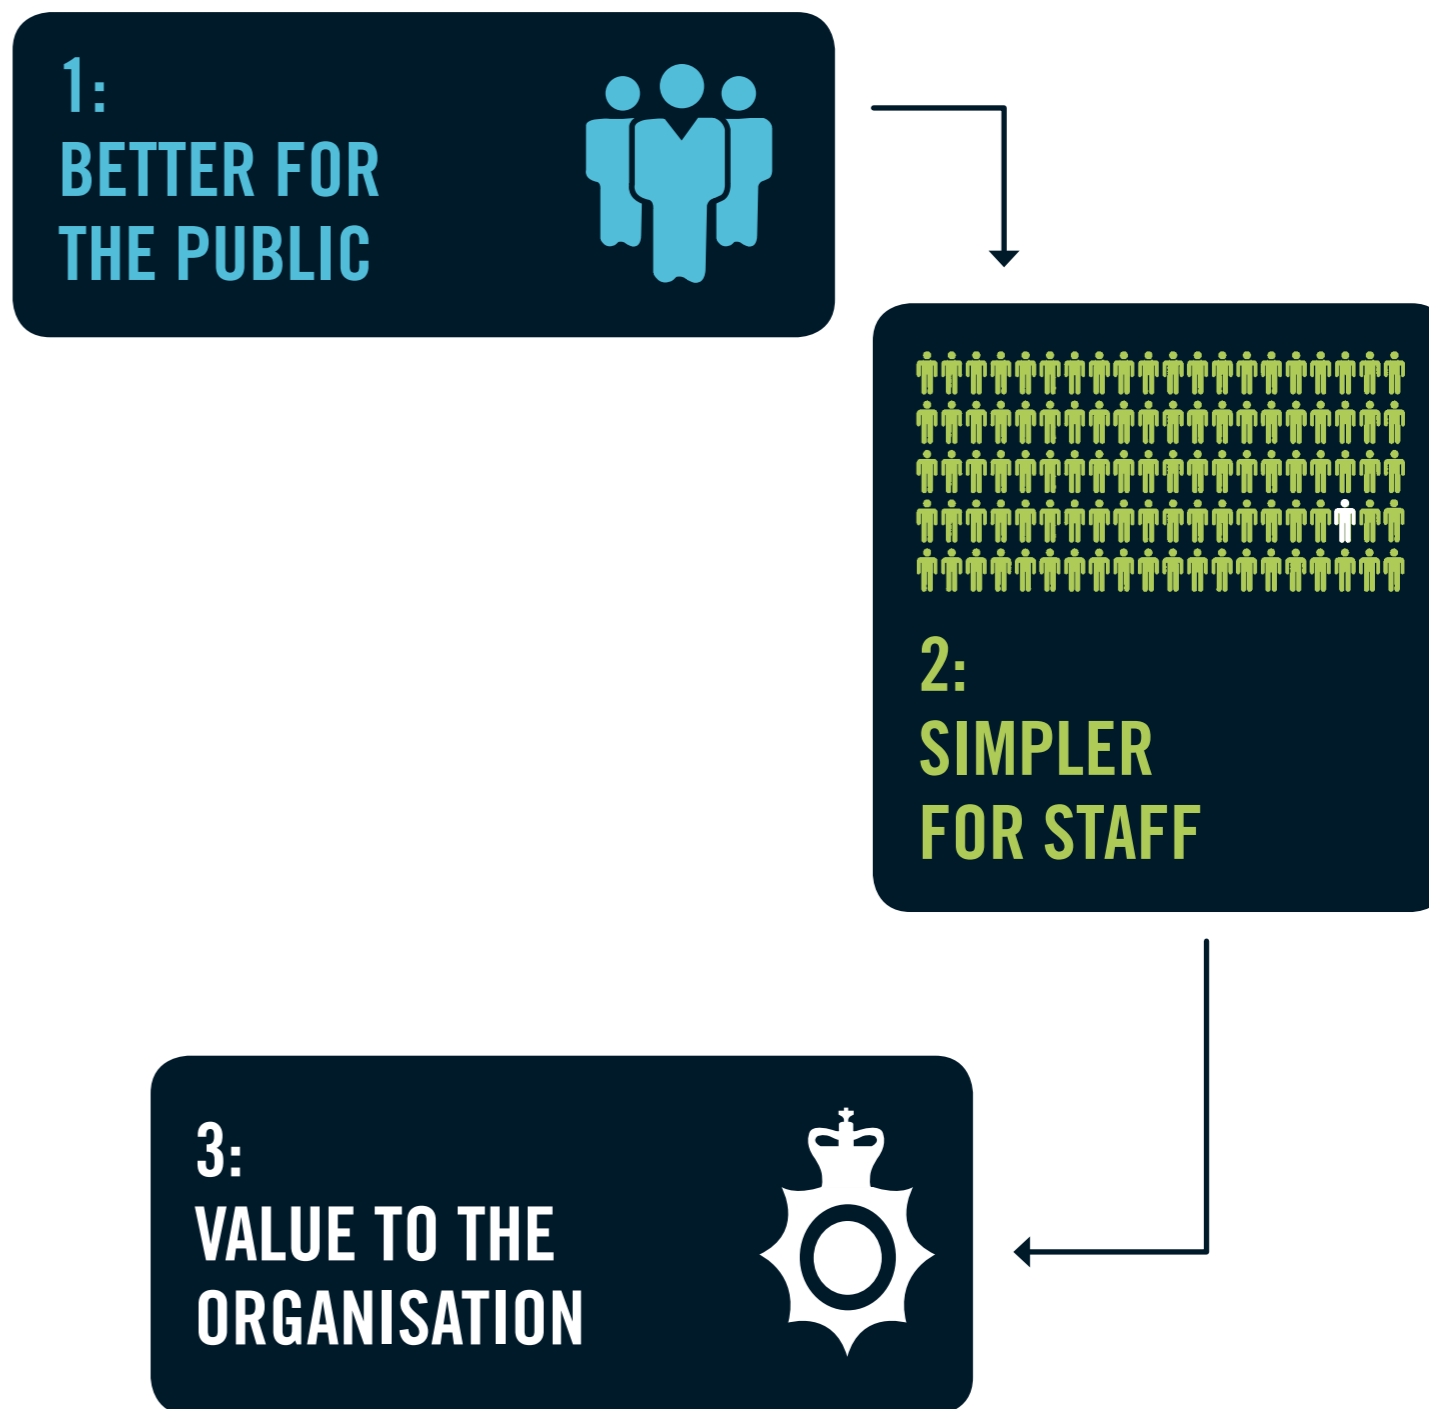 1:
BETTER FOR
THE PUBLIC
2:
SIMPLER
FOR STAFF
3:
VALUE TO THE
ORGANISATION